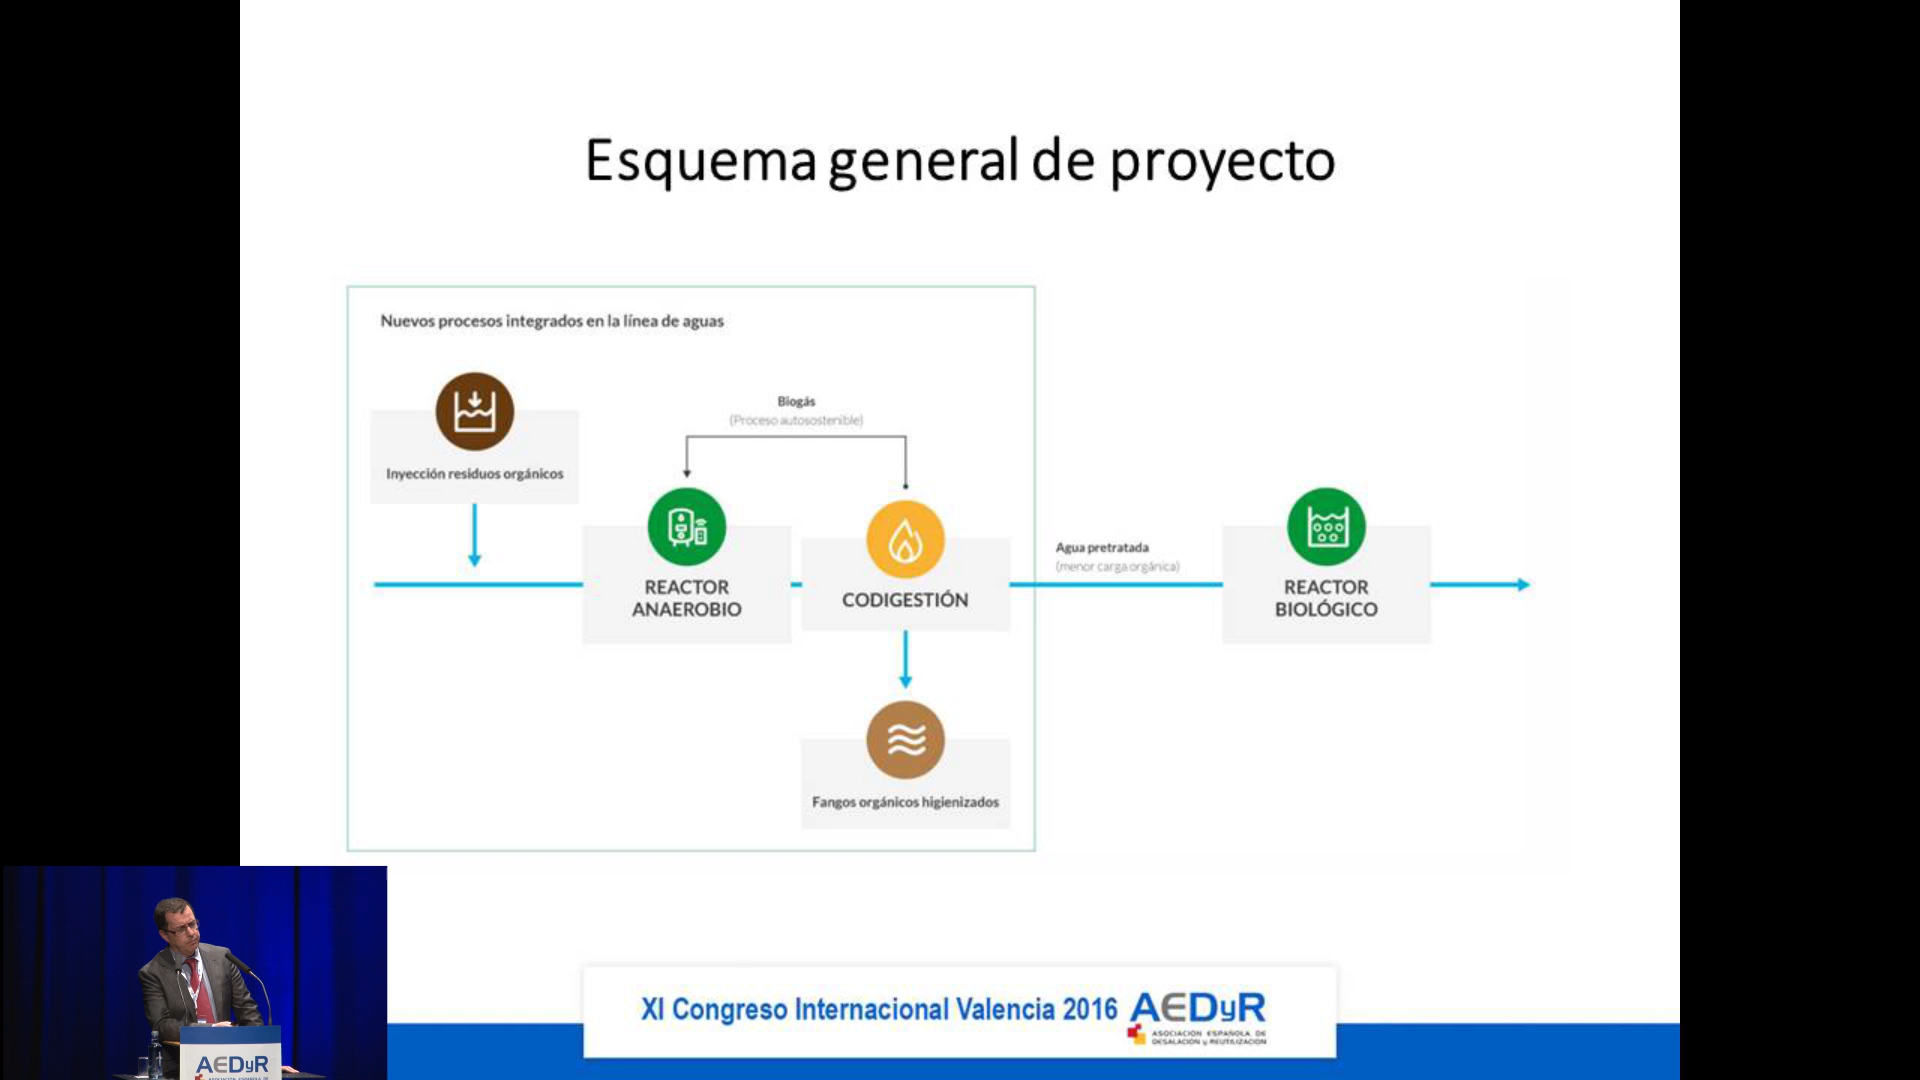 Esquema general de proyecto
Nuevos procesos integrados en la línea de aguas
Inyección residuos orgánicos
Biogás
(Proceso autosostenible)
REACTOR
ANAEROBIO
CODIGESTIÓN
Agua pretratada
(menor carga orgánica)
REACTOR
BIOLÓGICO
Fangos orgánicos higienizados
XI Congreso Internacional Valencia 2016
AEDyR
ASOCIACIÓN ESPAÑOLA DE
DESALACIÓN y REUTILIZACIÓN
AEDyR